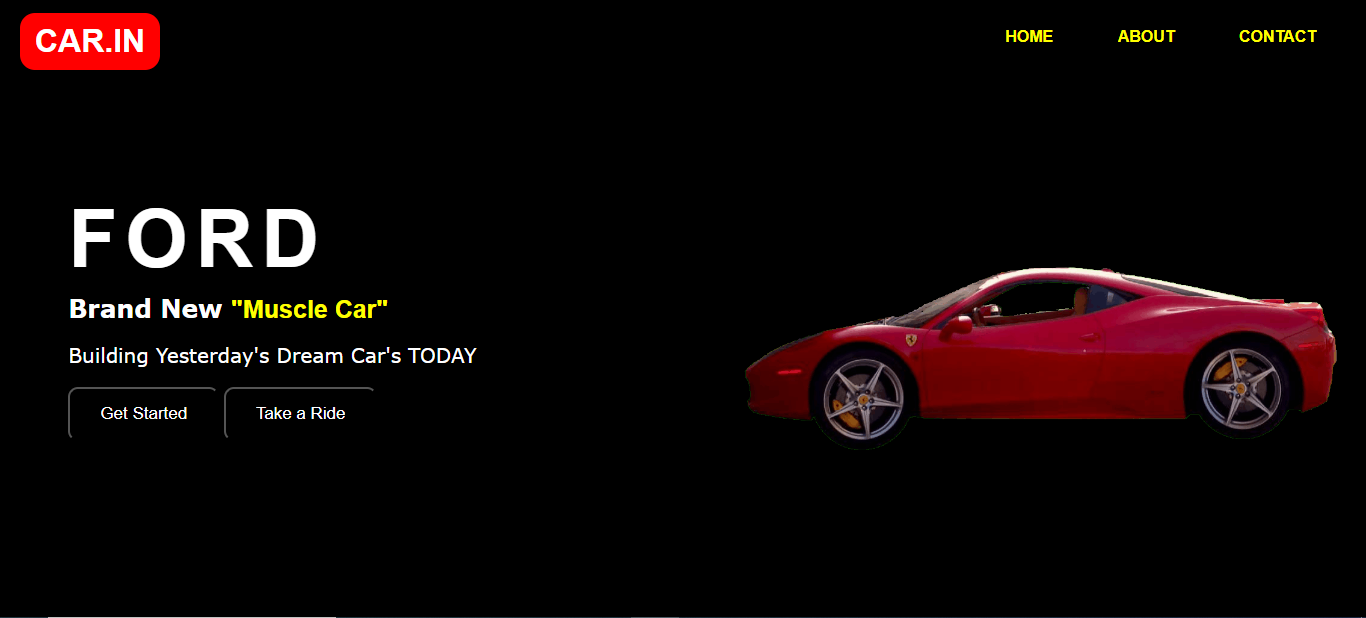 CAR.IN
HOME ABOUT CONTACT
FORD
Brand New "Muscle Car"
Building Yesterday's Dream Car's TODAY
Get Started Take a Ride